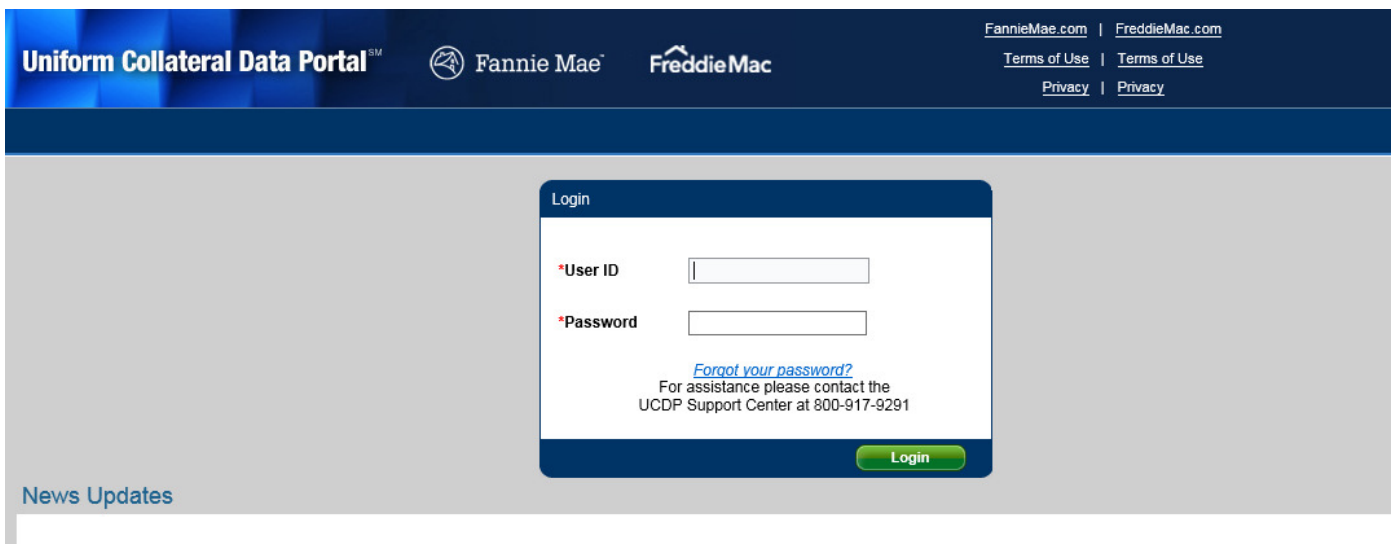 Uniform Collateral Data Portal℠
Fannie Mae
Freddie Mac
FannieMae.com | FreddieMac.com
Terms of Use | Terms of Use
Privacy | Privacy
Login
*User ID
*Password
Forgot your password?
For assistance please contact the
UCDP Support Center at 800-917-9291
Login
News Updates